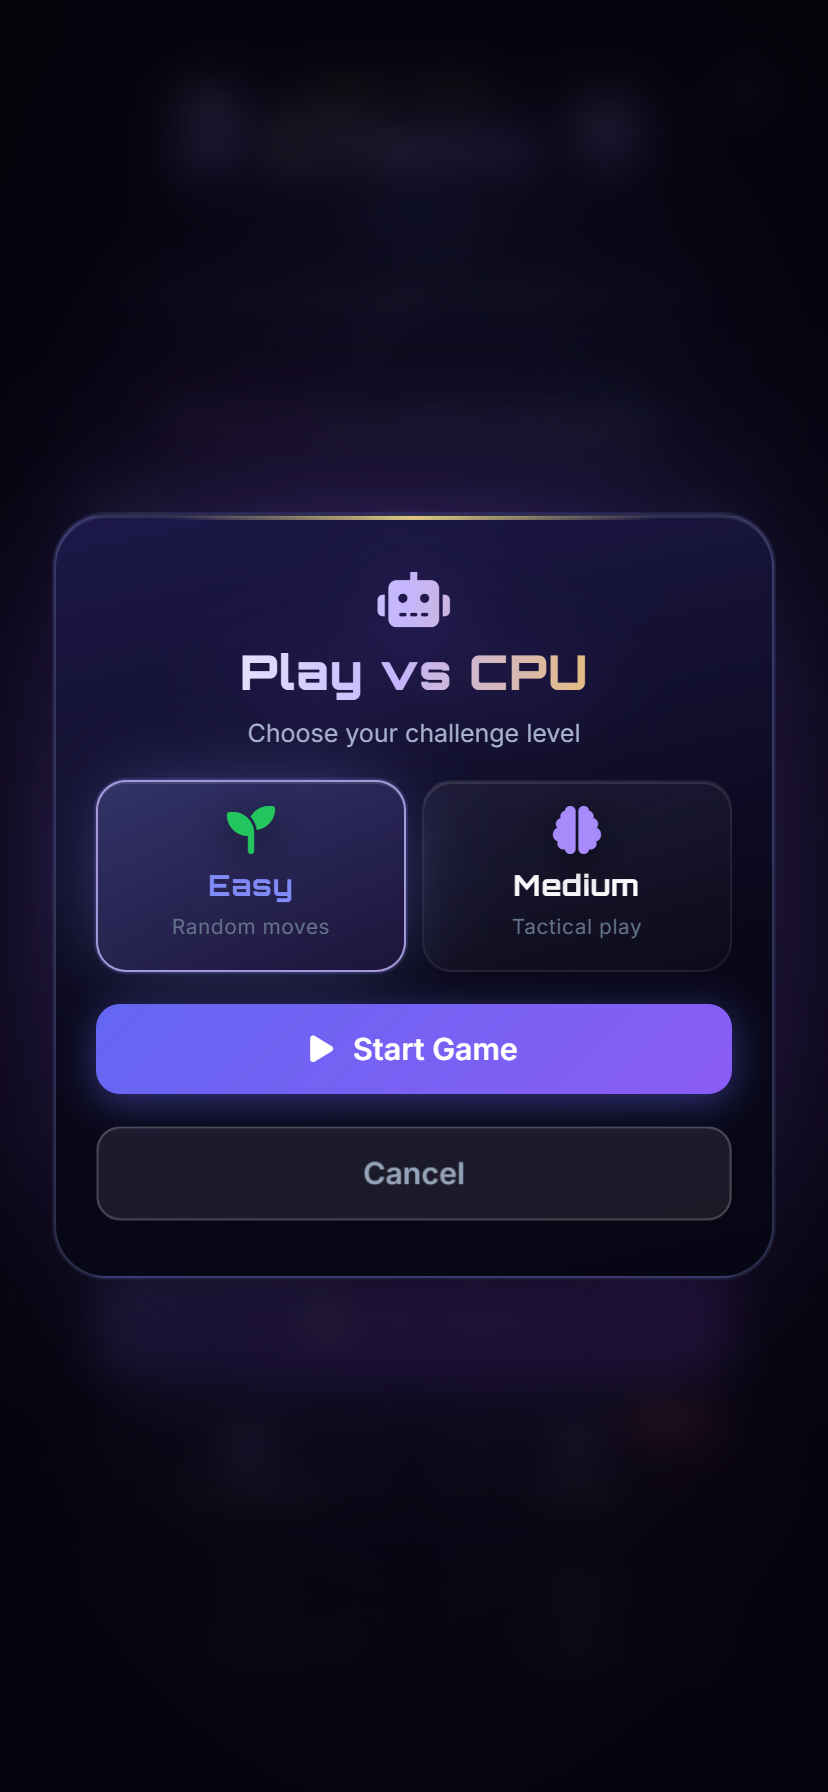 Play vs CPU
Choose your challenge level
Easy
Random moves
Medium
Tactical play
Start Game
Cancel